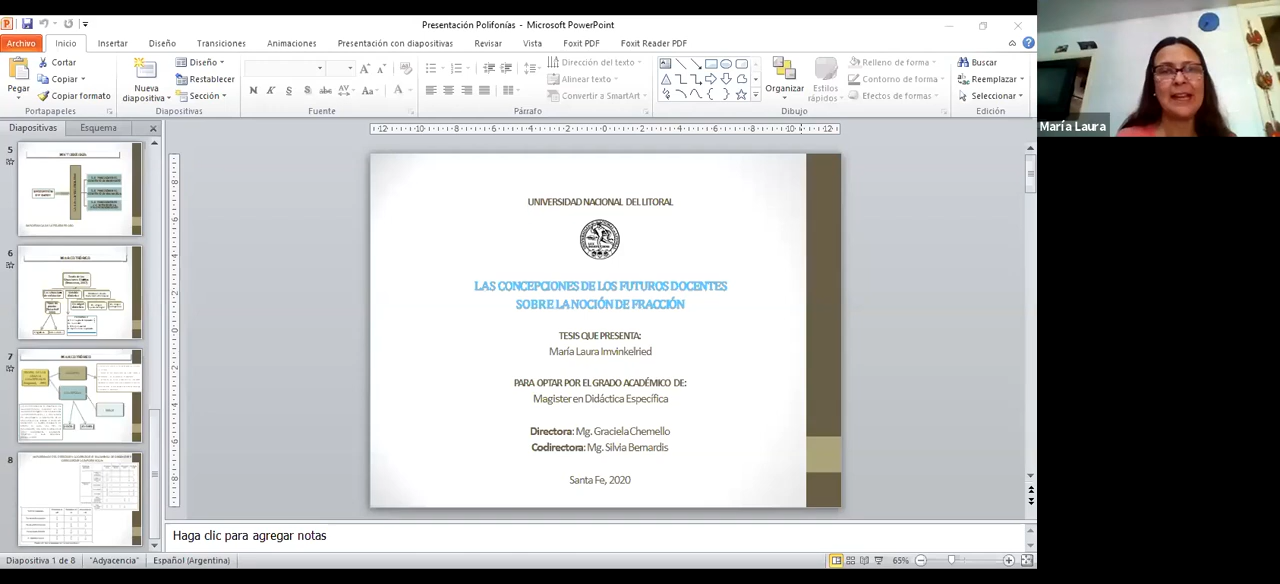 Presentación Polifonías - Microsoft PowerPoint
Archivo Inicio Insertar Diseño Transiciones Animaciones Presentación con diapositivas Revisar Vista Foxit PDF Foxit Reader PDF
Pegar
Cortar
Copiar
Copiar formato
Portapapeles
Nueva
diapositiva
Diseño
Restablecer
Sección
Diapositivas
Fuente
Dirección del texto
Alinear texto
Convertir a SmartArt
Párrafo
Organizar
Estilos
rápidos
Relleno de forma
Contorno de forma
Efectos de formas
Dibujo
Buscar
Reemplazar
Seleccionar
Edición
María Laura
Diapositivas Esquema
5
6
7
8
UNIVERSIDAD NACIONAL DEL LITORAL
LAS CONCEPCIONES DE LOS FUTUROS DOCENTES
SOBRE LA NOCIÓN DE FRACCIÓN
TESIS QUE PRESENTA:
María Laura Imvinkelried
PARA OPTAR POR EL GRADO ACADÉMICO DE:
Magister en Didáctica Específica
Directora: Mg. Graciela Chemello
Codirectora: Mg. Silvia Bernardis
Santa Fe, 2020
Haga clic para agregar notas
Diapositiva 1 de 8 "Adyacencia" Español (Argentina) 65%